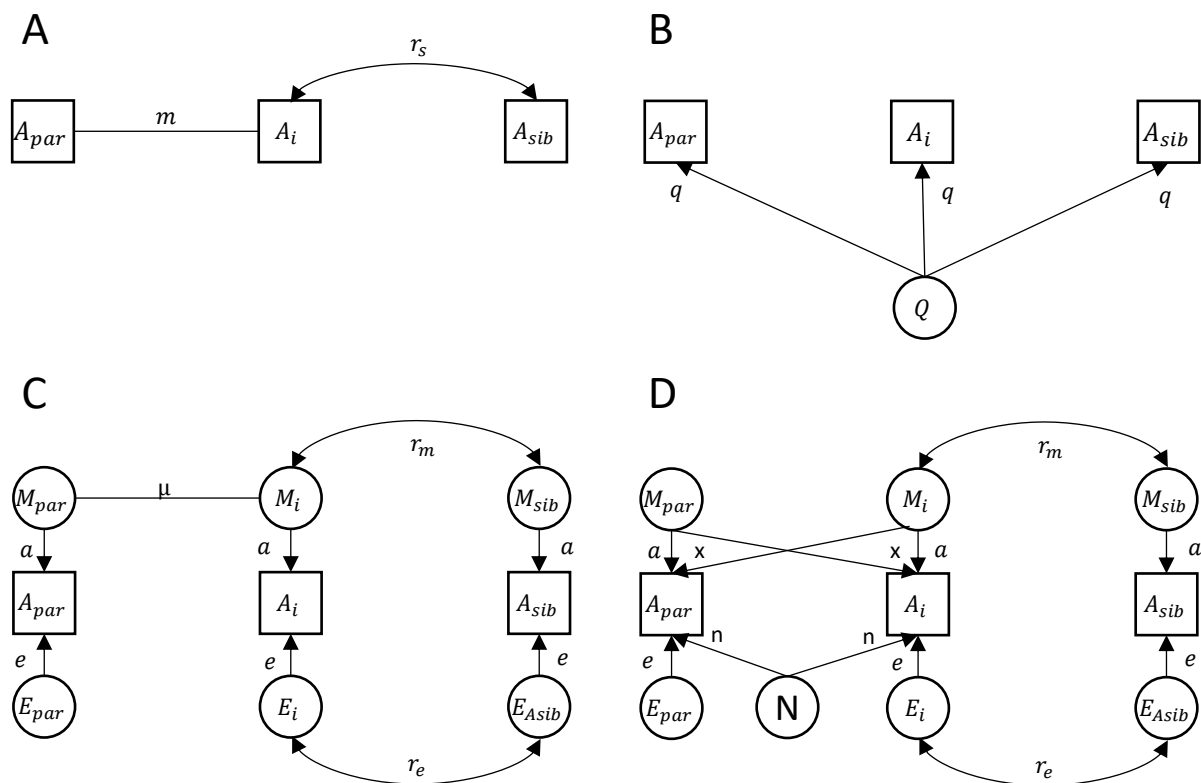 A
B
r_s
m
A_par
A_i
A_sib
A_par
A_i
A_sib
q
q
q
Q
C
D
r_m
r_m
M_par
μ
M_i
M_sib
M_par
M_i
M_sib
a
a
a
a
x
x
a
a
A_par
A_i
A_sib
A_par
A_i
A_sib
n
n
e
e
e
e
e
e
E_par
E_i
E_Asib
E_par
N
E_i
E_Asib
r_e
r_e